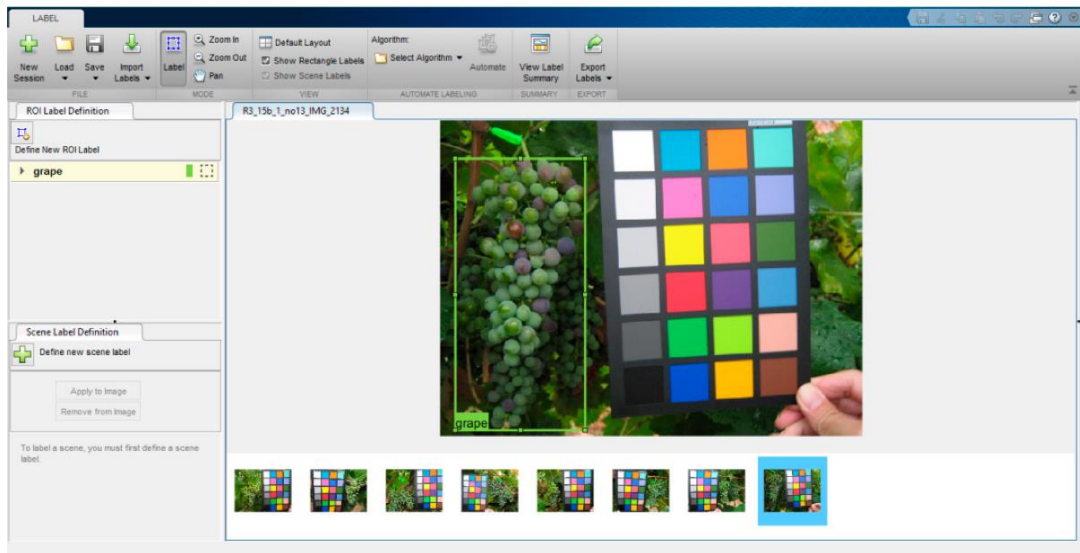 LABEL
New Session
Load
Save
Import Labels
FILE
Label
Zoom In
Zoom Out
Pan
MODE
Default Layout
Show Rectangle Labels
Show Scene Labels
VIEW
Algorithm:
Select Algorithm
Automate
AUTOMATE LABELING
View Label Summary
SUMMARY
Export Labels
EXPORT
ROI Label Definition
R3_15b_1_no13_IMG_2134
Define New ROI Label
grape
grape
Scene Label Definition
Define new scene label
Apply to Image
Remove from Image
To label a scene, you must first define a scene
label.